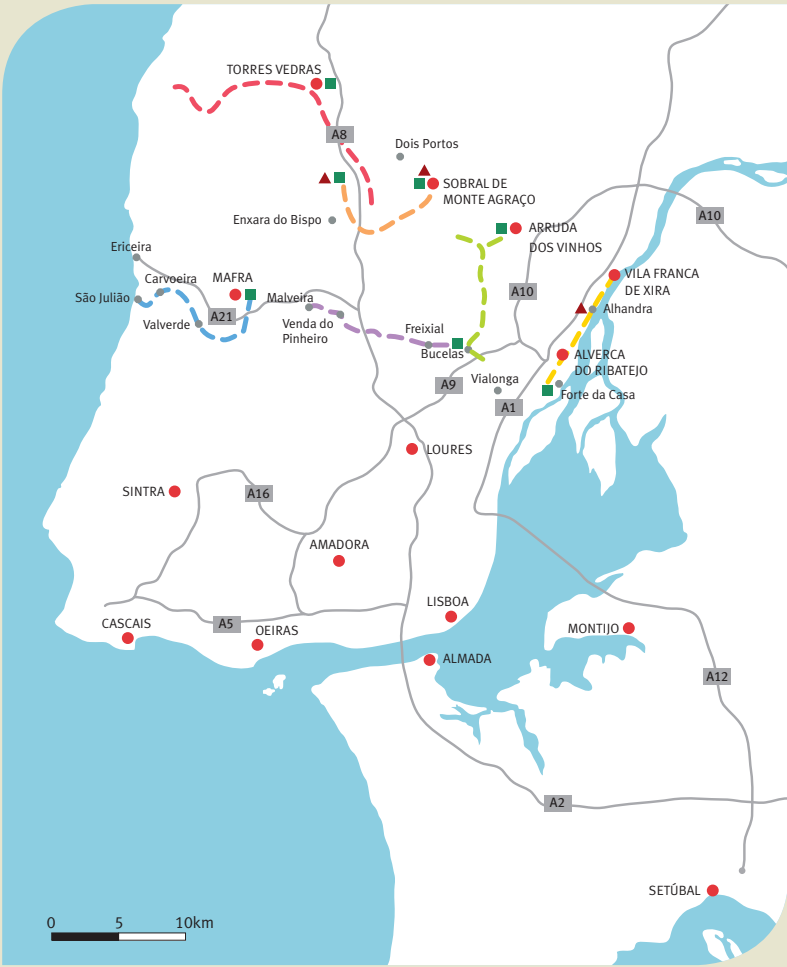 TORRES VEDRAS
A8
Dois Portos
SOBRAL DE
MONTE AGRAÇO
A10
Enxara do Bispo
ARRUDA
DOS VINHOS
Ericeira
Carvoeira
MAFRA
VILA FRANCA
DE XIRA
São Julião
Malveira
A10
Alhandra
A21
Valverde
Venda do
Pinheiro
Freixial
Bucelas
ALVERCA
DO RIBATEJO
A9
Vialonga
Forte da Casa
A1
LOURES
SINTRA
A16
AMADORA
LISBOA
CASCAIS
A5
OEIRAS
MONTIJO
ALMADA
A12
A2
SETÚBAL
0 5 10km